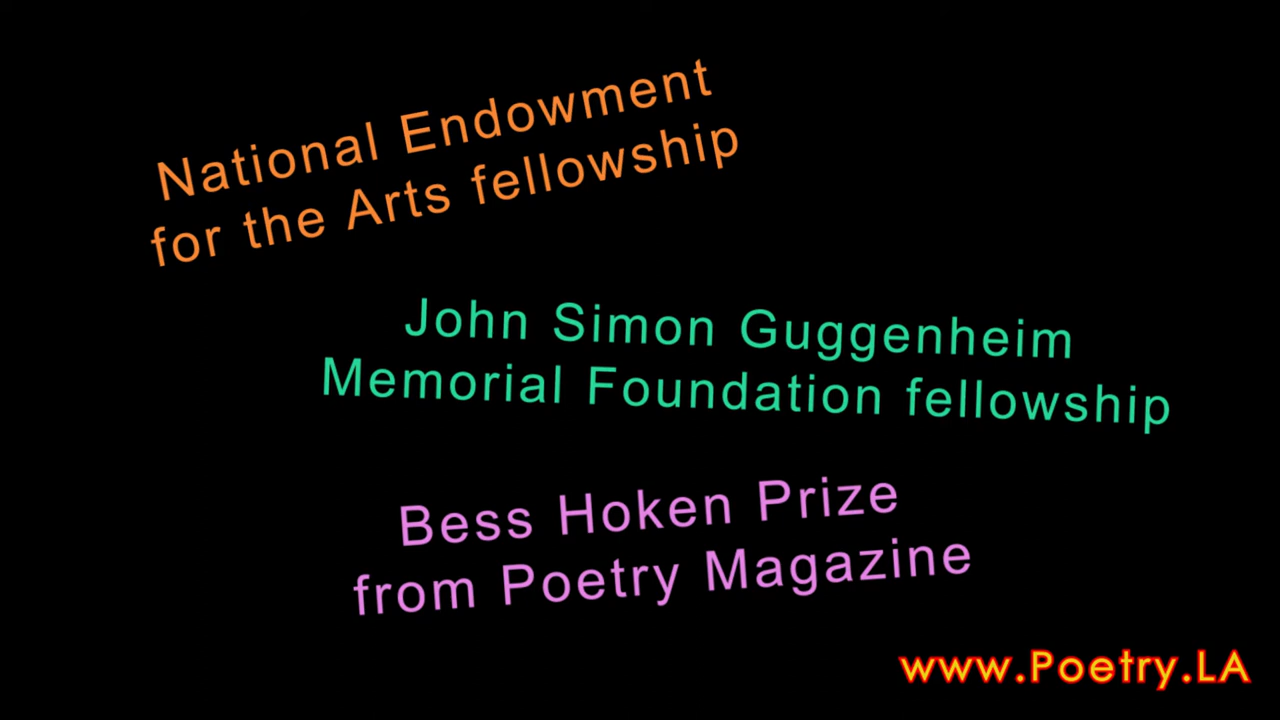 National Endowment
for the Arts fellowship
John Simon Guggenheim
Memorial Foundation fellowship
Bess Hoken Prize
from Poetry Magazine
www.Poetry.LA